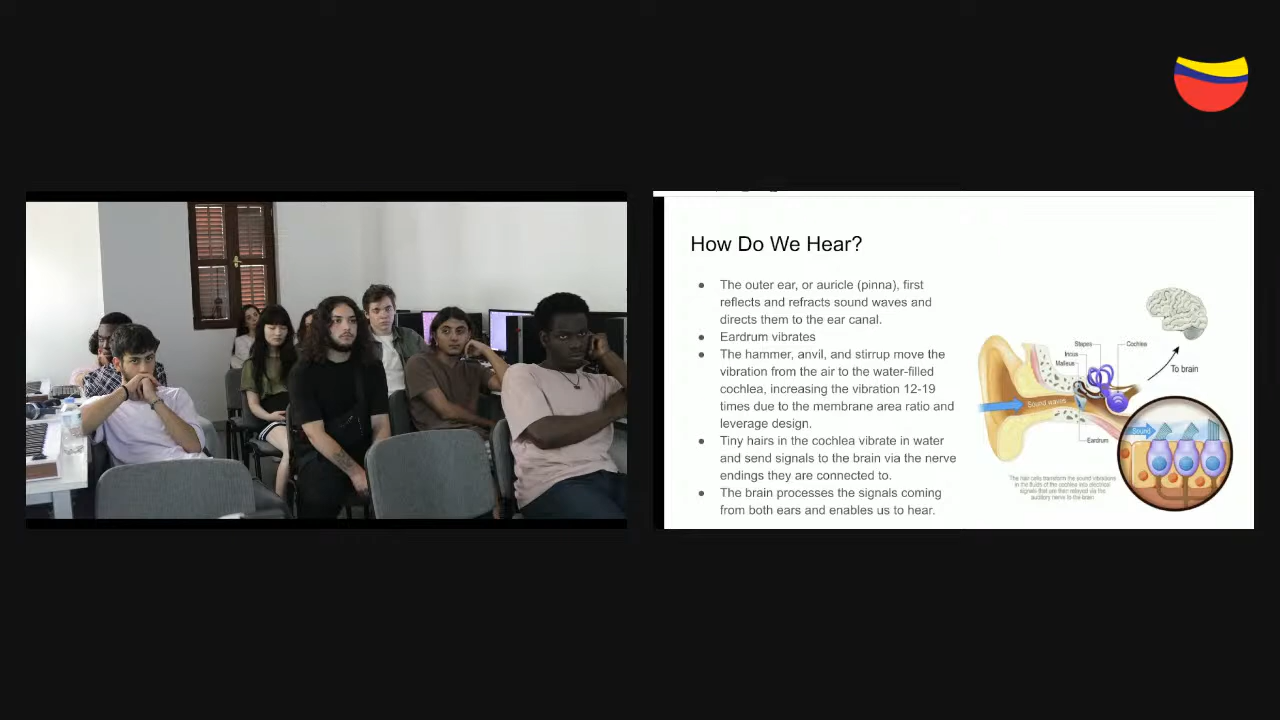 How Do We Hear?
● The outer ear, or auricle (pinna), first
reflects and refracts sound waves and
directs them to the ear canal.
● Eardrum vibrates
● The hammer, anvil, and stirrup move the
vibration from the air to the water-filled
cochlea, increasing the vibration 12-19
times due to the membrane area ratio and
leverage design.
● Tiny hairs in the cochlea vibrate in water
and send signals to the brain via the nerve
endings they are connected to.
● The brain processes the signals coming
from both ears and enables us to hear.
Stapes
Incus
Malleus
Cochlea
To brain
Sound waves
Sound
Eardrum
The hair cells transform the sound vibrations
in the fluids of the cochlea into electrical
signals that are then relayed via the
auditory nerve to the brain